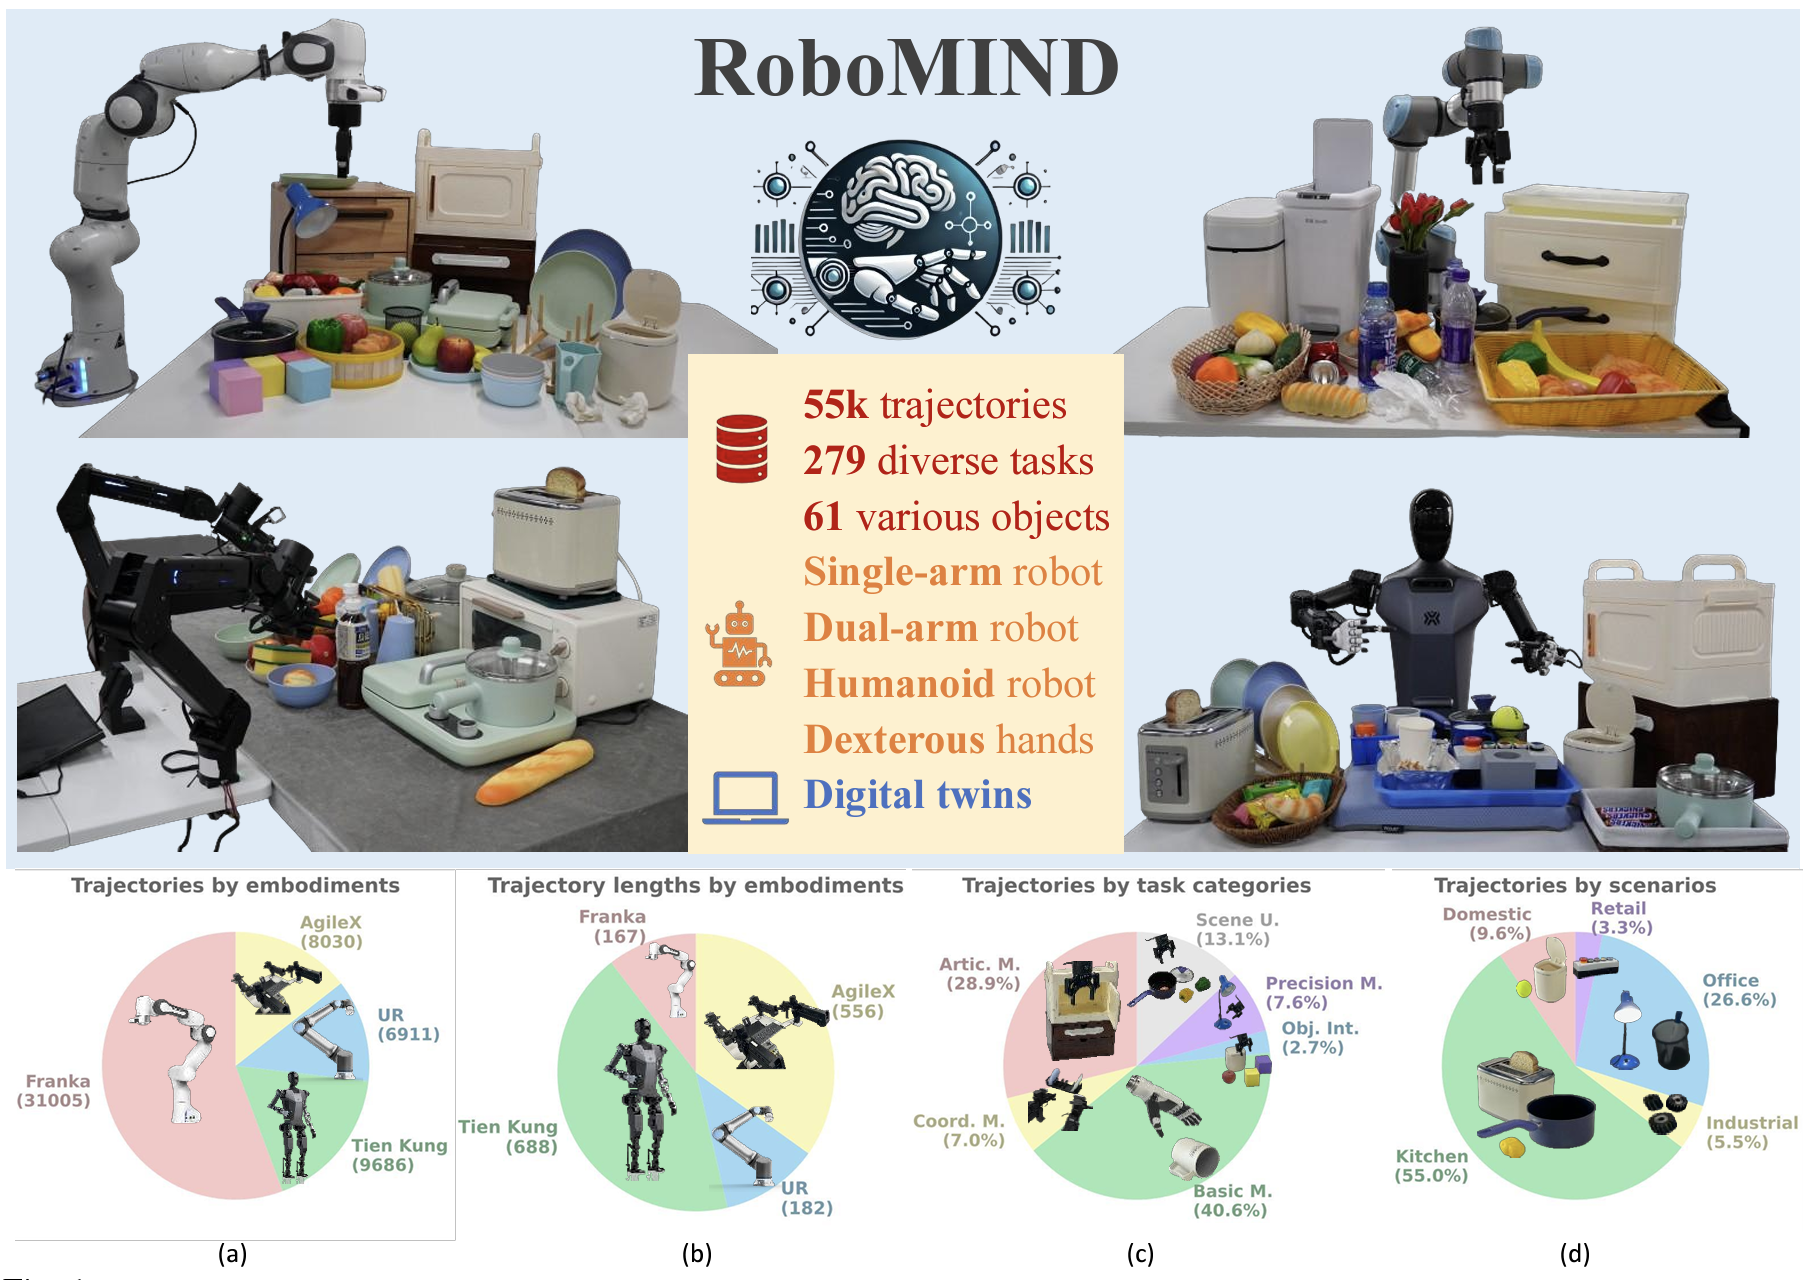 RoboMIND
55k trajectories
279 diverse tasks
61 various objects
Single-arm robot
Dual-arm robot
Humanoid robot
Dexterous hands
Digital twins
Trajectories by embodiments
AgileX
(8030)
UR
(6911)
Franka
(31005)
Tien Kung
(9686)
(a)
Trajectory lengths by embodiments
Franka
(167)
AgileX
(556)
Tien Kung
(688)
UR
(182)
(b)
Trajectories by task categories
Scene U.
(13.1%)
Artic. M.
(28.9%)
Precision M.
(7.6%)
Obj. Int.
(2.7%)
Coord. M.
(7.0%)
Basic M.
(40.6%)
(c)
Trajectories by scenarios
Domestic
(9.6%)
Retail
(3.3%)
Office
(26.6%)
Industrial
(5.5%)
Kitchen
(55.0%)
(d)